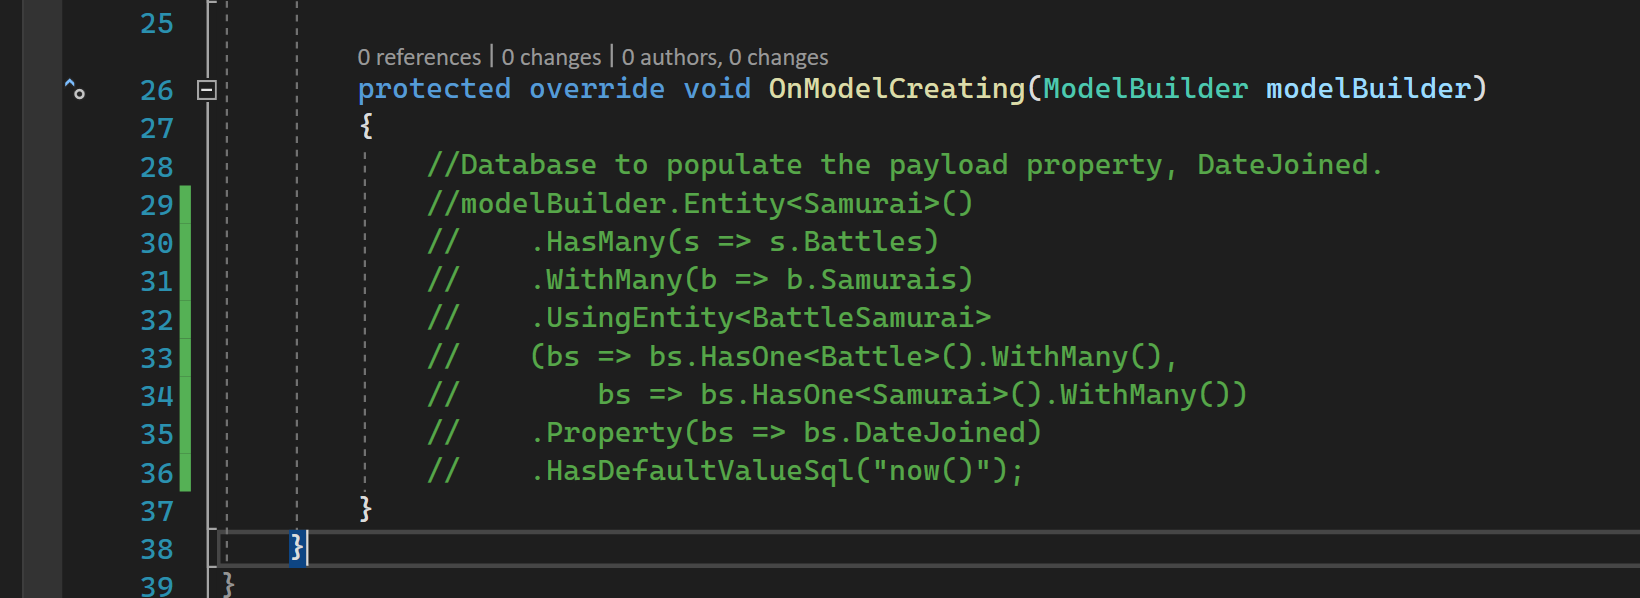 25
0 references | 0 changes | 0 authors, 0 changes
26 protected override void OnModelCreating(ModelBuilder modelBuilder)
27 {
28 //Database to populate the payload property, DateJoined.
29 //modelBuilder.Entity<Samurai>()
30 //    .HasMany(s => s.Battles)
31 //    .WithMany(b => b.Samurais)
32 //    .UsingEntity<BattleSamurai>
33 //    (bs => bs.HasOne<Battle>().WithMany(),
34 //        bs => bs.HasOne<Samurai>().WithMany())
35 //    .Property(bs => bs.DateJoined)
36 //    .HasDefaultValueSql("now()");
37 }
38 }
39 }